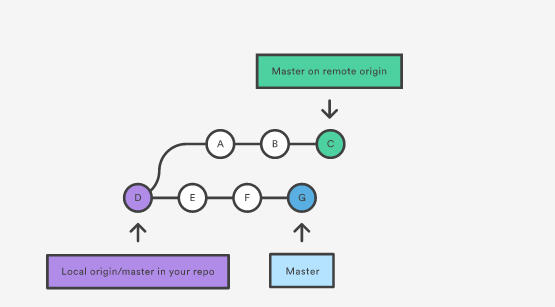 Master on remote origin
A B C
D E F G
Local origin/master in your repo
Master